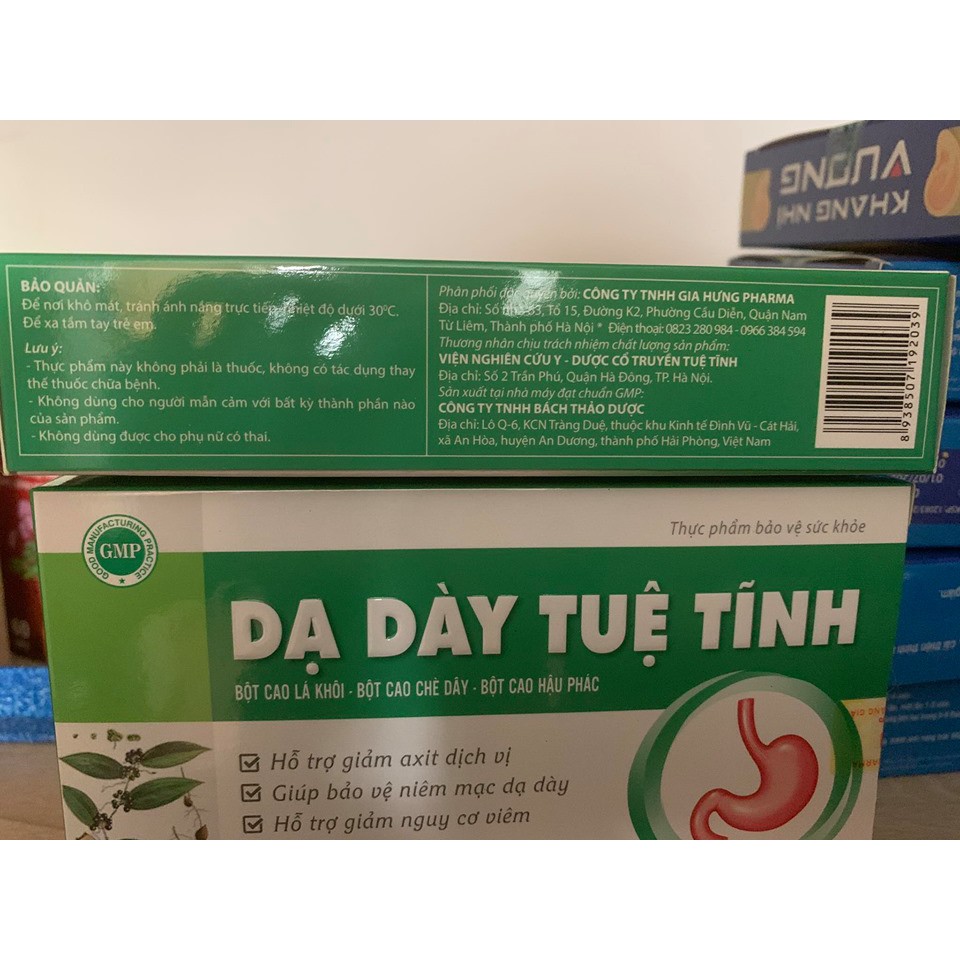 KHANG NHI
VƯƠNG
BẢO QUẢN:
Để nơi khô mát, tránh ánh nắng trực tiếp, nhiệt độ dưới 30ºC.
Để xa tầm tay trẻ em.
Lưu ý:
- Thực phẩm này không phải là thuốc, không có tác dụng thay
thế thuốc chữa bệnh.
- Không dùng cho người mẫn cảm với bất kỳ thành phần nào
của sản phẩm.
- Không dùng được cho phụ nữ có thai.
Phân phối độc quyền bởi: CÔNG TY TNHH GIA HƯNG PHARMA
Địa chỉ: Số nhà 83, Tổ 15, Đường K2, Phường Cầu Diễn, Quận Nam
Từ Liêm, Thành phố Hà Nội * Điện thoại: 0823 280 984 - 0966 384 594
Thương nhân chịu trách nhiệm chất lượng sản phẩm:
VIỆN NGHIÊN CỨU Y - DƯỢC CỔ TRUYỀN TUỆ TĨNH
Địa chỉ: Số 2 Trần Phú, Quận Hà Đông, TP. Hà Nội.
Sản xuất tại nhà máy đạt chuẩn GMP:
CÔNG TY TNHH BÁCH THẢO DƯỢC
Địa chỉ: Lô Q-6, KCN Tràng Duệ, thuộc khu Kinh tế Đình Vũ - Cát Hải,
xã An Hòa, huyện An Dương, thành phố Hải Phòng, Việt Nam
8 938507 192039
GOOD MANUFACTURING PRACTICE
GMP
Thực phẩm bảo vệ sức khỏe
DẠ DÀY TUỆ TĨNH
BỘT CAO LÁ KHÔI - BỘT CAO CHÈ DÂY - BỘT CAO HẬU PHÁC
Hỗ trợ giảm axit dịch vị
Giúp bảo vệ niêm mạc dạ dày
Hỗ trợ giảm nguy cơ viêm